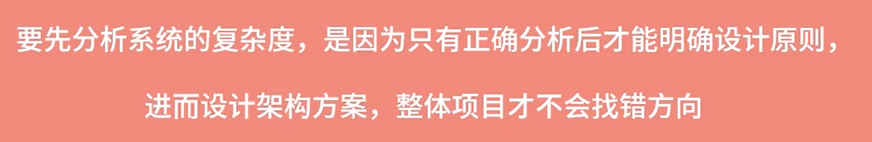 要先分析系统的复杂度，是因为只有正确分析后才能明确设计原则，
进而设计架构方案，整体项目才不会找错方向